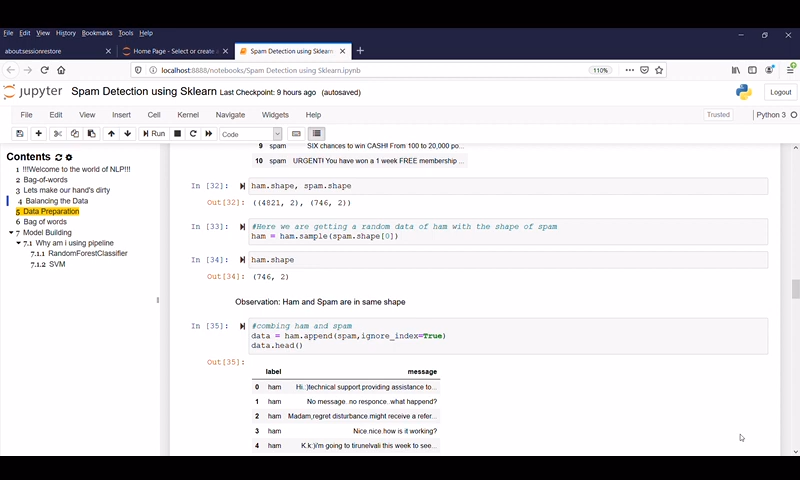 File Edit View History Bookmarks Tools Help
about:sessionrestore
Home Page - Select or create a
Spam Detection using Sklearn
localhost:8888/notebooks/Spam Detection using Sklearn.ipynb
110%
jupyter Spam Detection using Sklearn Last Checkpoint: 9 hours ago (autosaved)
Logout
File Edit View Insert Cell Kernel Navigate Widgets Help
Trusted
Python 3
Run
Code
Contents
1 !!!Welcome to the world of NLP!!!
2 Bag-of-words
3 Lets make our hand's dirty
4 Balancing the Data
5 Data Preparation
6 Bag of words
7 Model Building
7.1 Why am i using pipeline
7.1.1 RandomForestClassifier
7.1.2 SVM
9 spam SIX chances to win CASH! From 100 to 20,000 po...
10 spam URGENT! You have won a 1 week FREE membership ...
In [32]: ham.shape, spam.shape
Out[32]: ((4821, 2), (746, 2))
In [33]: #Here we are getting a random data of ham with the shape of spam
ham = ham.sample(spam.shape[0])
In [34]: ham.shape
Out[34]: (746, 2)
Observation: Ham and Spam are in same shape
In [35]: #combing ham and spam
data = ham.append(spam,ignore_index=True)
data.head()
Out[35]:
label message
0 ham Hi.:)technical support.providing assistance to...
1 ham No message..no responce..what happend?
2 ham Madam,regret disturbance.might receive a refer...
3 ham Nice.nice.how is it working?
4 ham K.k:)i'm going to tirunelvali this week to see...